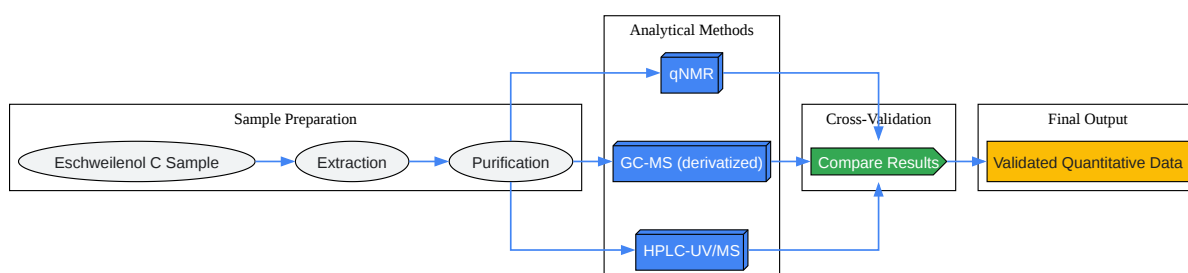 Sample Preparation
Eschweilenol C Sample
Extraction
Purification
Analytical Methods
qNMR
GC-MS (derivatized)
HPLC-UV/MS
Cross-Validation
Compare Results
Final Output
Validated Quantitative Data